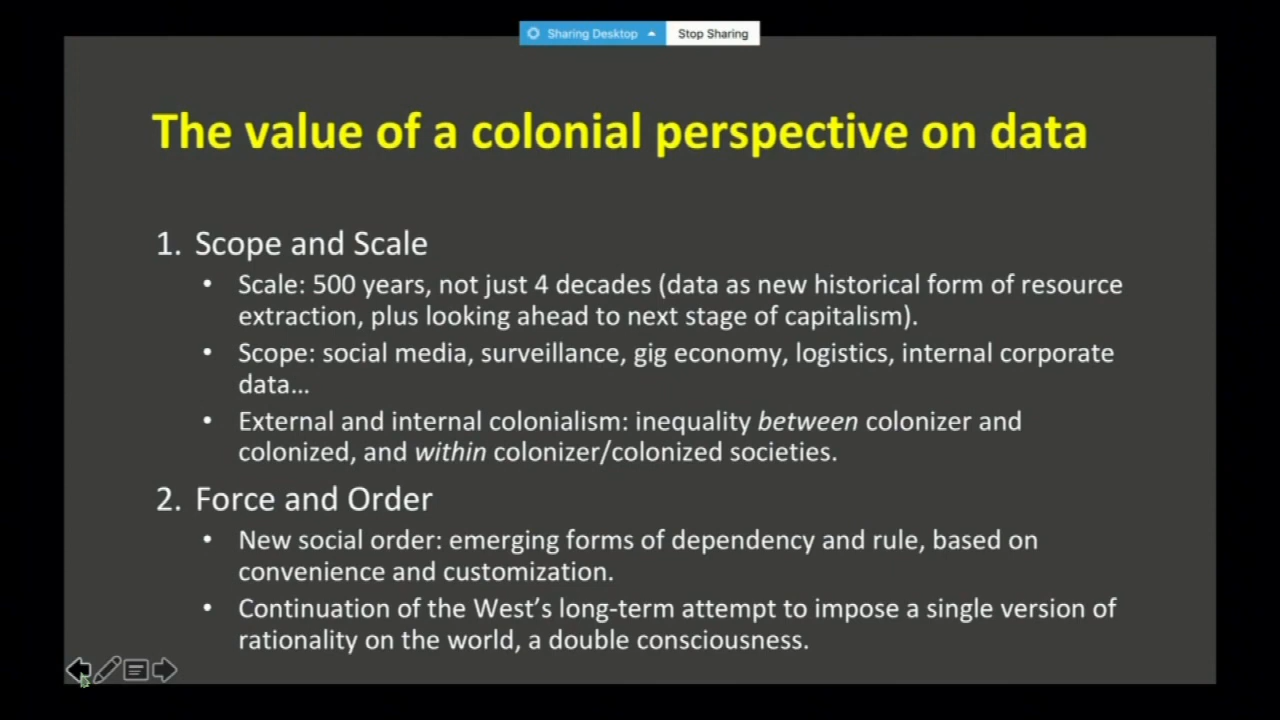 Sharing Desktop Stop Sharing
The value of a colonial perspective on data
1. Scope and Scale
• Scale: 500 years, not just 4 decades (data as new historical form of resource
extraction, plus looking ahead to next stage of capitalism).
• Scope: social media, surveillance, gig economy, logistics, internal corporate
data…
• External and internal colonialism: inequality between colonizer and
colonized, and within colonizer/colonized societies.
2. Force and Order
• New social order: emerging forms of dependency and rule, based on
convenience and customization.
• Continuation of the West’s long-term attempt to impose a single version of
rationality on the world, a double consciousness.